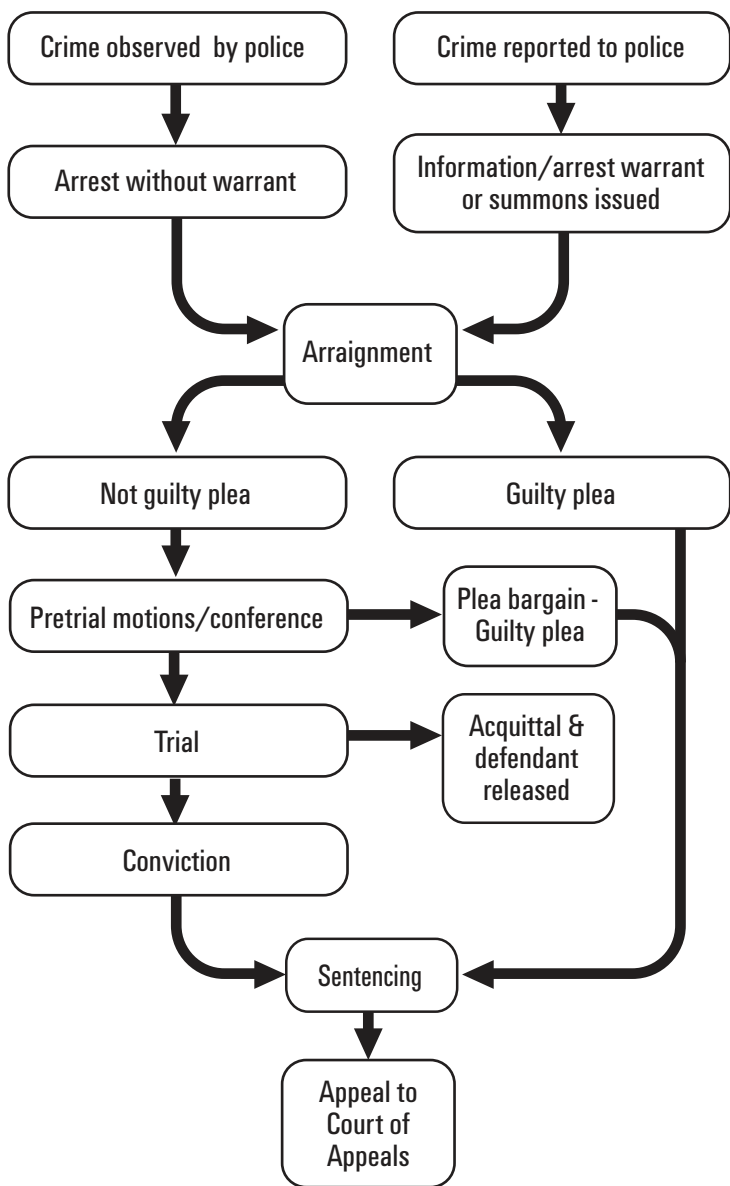 Crime observed by police
Crime reported to police
Arrest without warrant
Information/arrest warrant
or summons issued
Arraignment
Not guilty plea
Guilty plea
Pretrial motions/conference
Plea bargain -
Guilty plea
Trial
Acquittal &
defendant
released
Conviction
Sentencing
Appeal to
Court of
Appeals